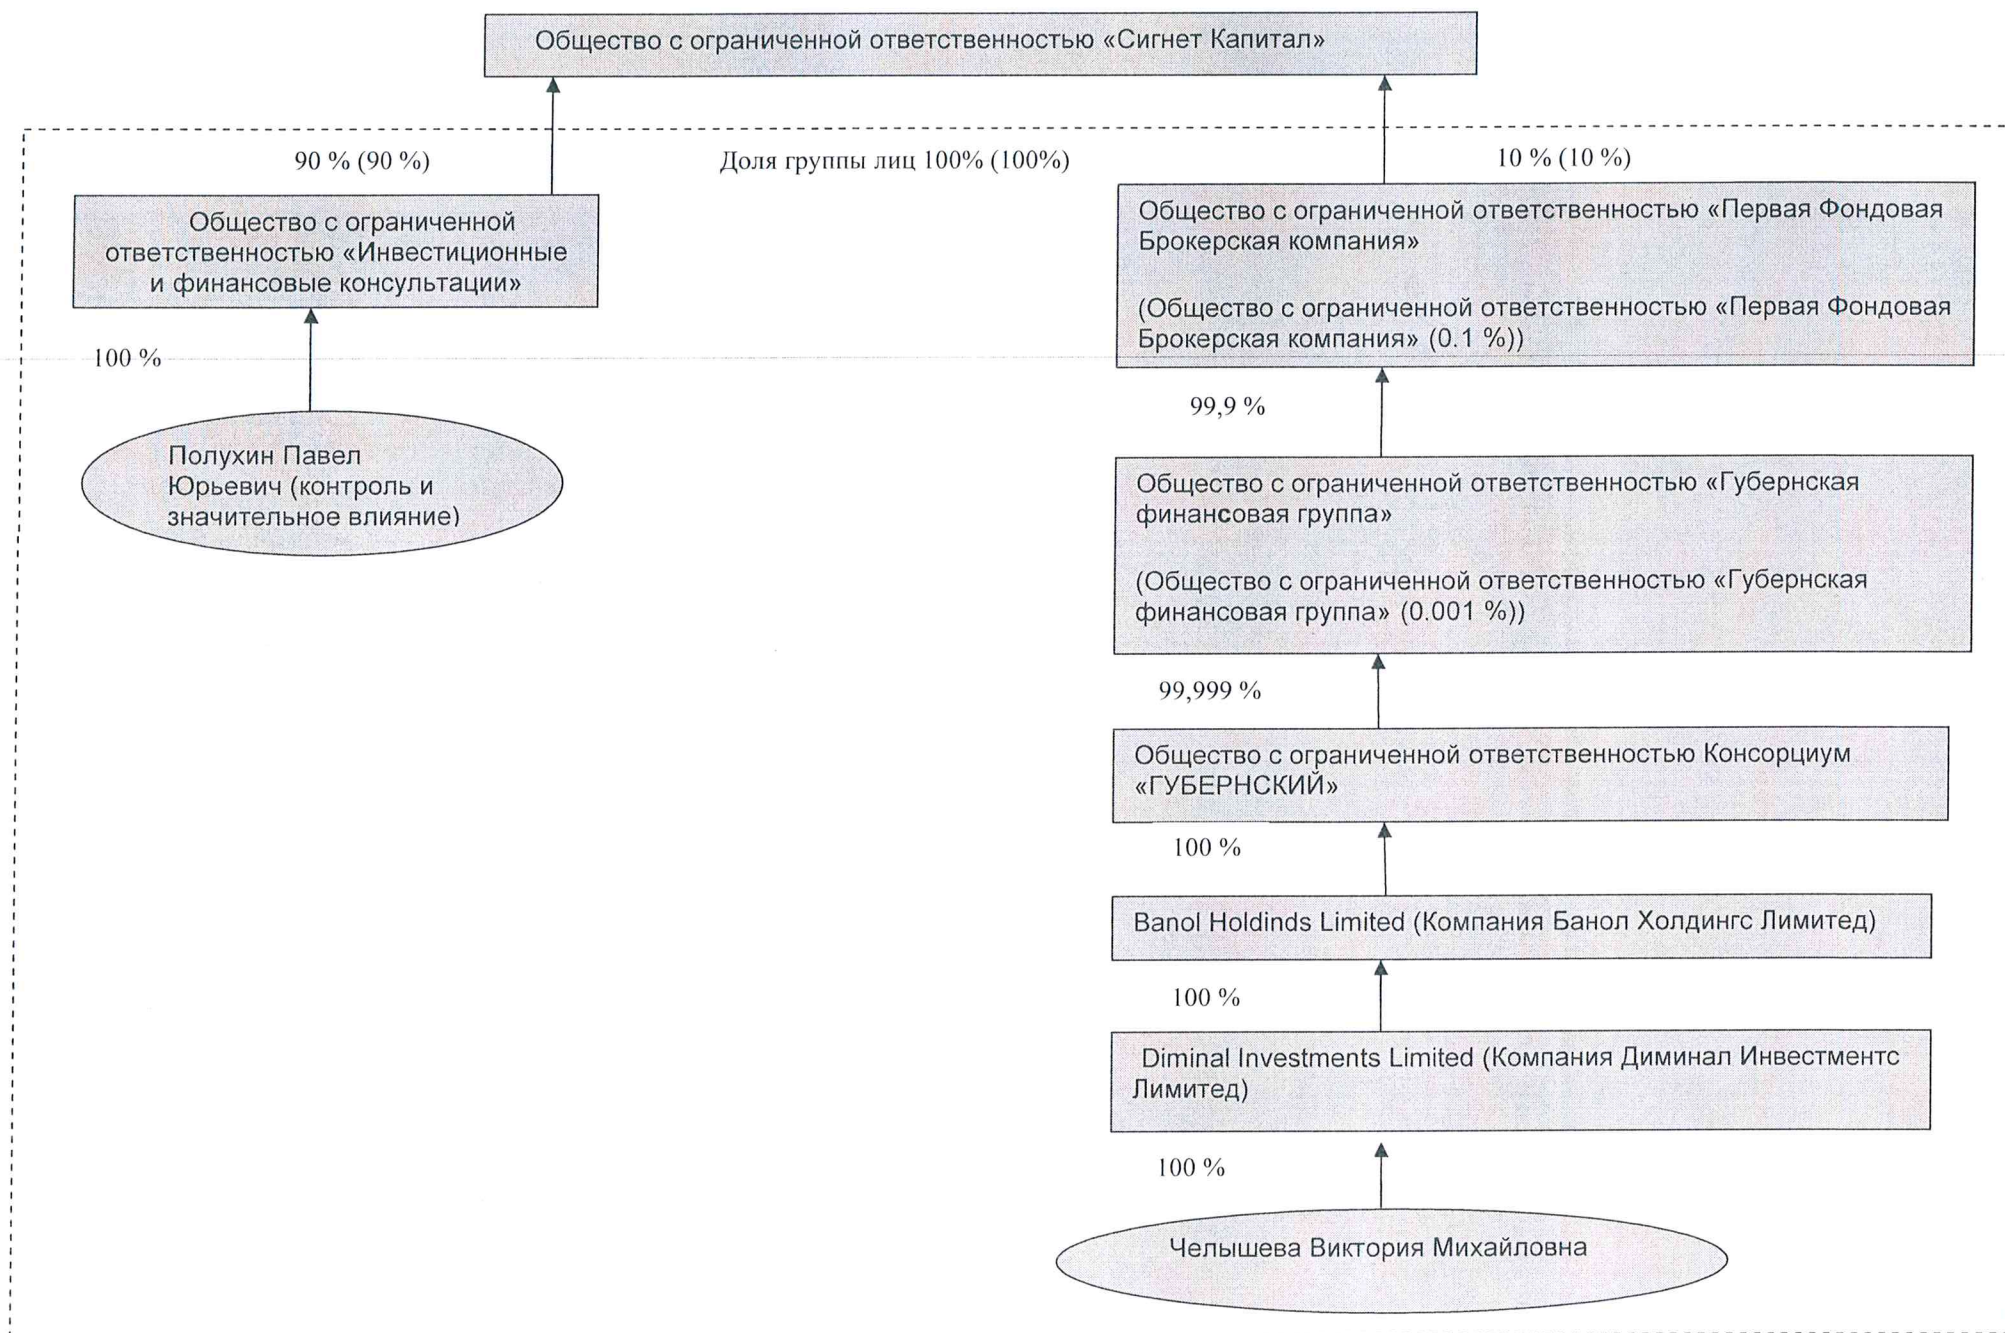 Общество с ограниченной ответственностью «Сигнет Капитал»
90 % (90 %)
Доля группы лиц 100% (100%)
10 % (10 %)
Общество с ограниченной
ответственностью «Инвестиционные
и финансовые консультации»
100 %
Полухин Павел
Юрьевич (контроль и
значительное влияние)
Общество с ограниченной ответственностью «Первая Фондовая
Брокерская компания»
(Общество с ограниченной ответственностью «Первая Фондовая
Брокерская компания» (0.1 %))
99,9 %
Общество с ограниченной ответственностью «Губернская
финансовая группа»
(Общество с ограниченной ответственностью «Губернская
финансовая группа» (0.001 %))
99,999 %
Общество с ограниченной ответственностью Консорциум
«ГУБЕРНСКИЙ»
100 %
Banol Holdinds Limited (Компания Банол Холдингс Лимитед)
100 %
Diminal Investments Limited (Компания Диминал Инвестментс
Лимитед)
100 %
Челышева Виктория Михайловна